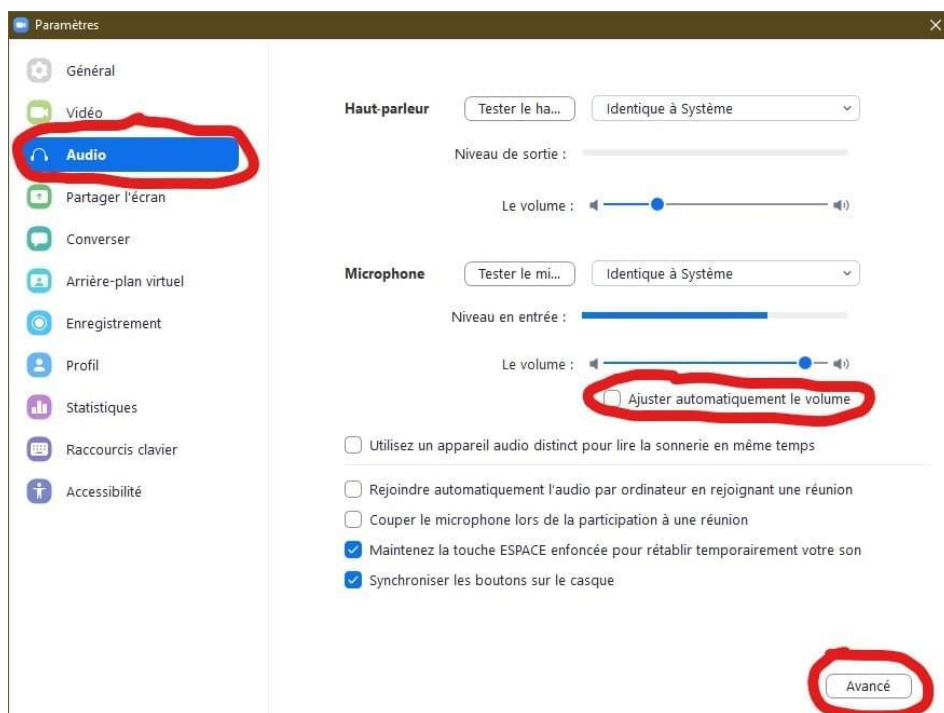 Paramètres
Général
Vidéo
Audio
Partager l'écran
Converser
Arrière-plan virtuel
Enregistrement
Profil
Statistiques
Raccourcis clavier
Accessibilité
Haut-parleur Tester le ha... Identique à Système
Niveau de sortie :
Le volume :
Microphone Tester le mi... Identique à Système
Niveau en entrée :
Le volume :
Ajuster automatiquement le volume
Utilisez un appareil audio distinct pour lire la sonnerie en même temps
Rejoindre automatiquement l'audio par ordinateur en rejoignant une réunion
Couper le microphone lors de la participation à une réunion
Maintenez la touche ESPACE enfoncée pour rétablir temporairement votre son
Synchroniser les boutons sur le casque
Avancé